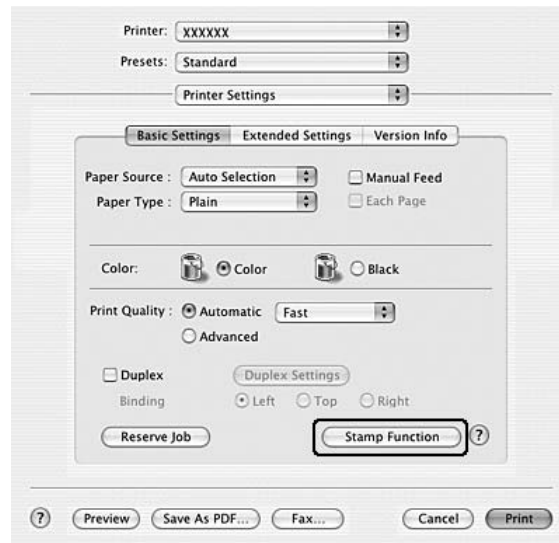 Printer: XXXXXX
Presets: Standard
Printer Settings
Basic Settings Extended Settings Version Info
Paper Source : Auto Selection Manual Feed
Paper Type : Plain Each Page
Color: Color Black
Print Quality : Automatic Fast
Advanced
Duplex Duplex Settings
Binding Left Top Right
Reserve Job Stamp Function ?
? Preview Save As PDF... Fax... Cancel Print